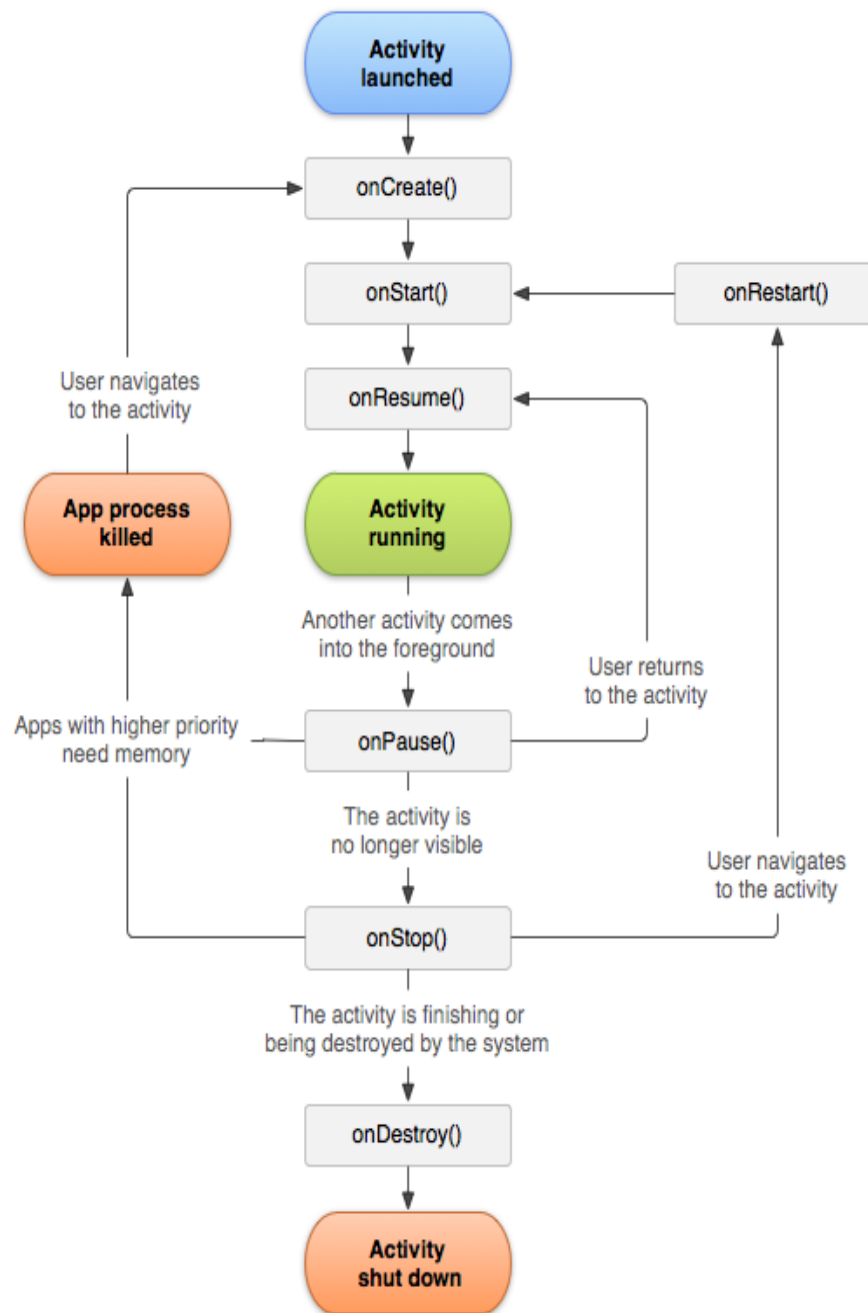 Activity
launched
onCreate()
onStart()
onRestart()
User navigates
to the activity
onResume()
App process
killed
Activity
running
Another activity comes
into the foreground
User returns
to the activity
Apps with higher priority
need memory
onPause()
The activity is
no longer visible
User navigates
to the activity
onStop()
The activity is finishing or
being destroyed by the system
onDestroy()
Activity
shut down